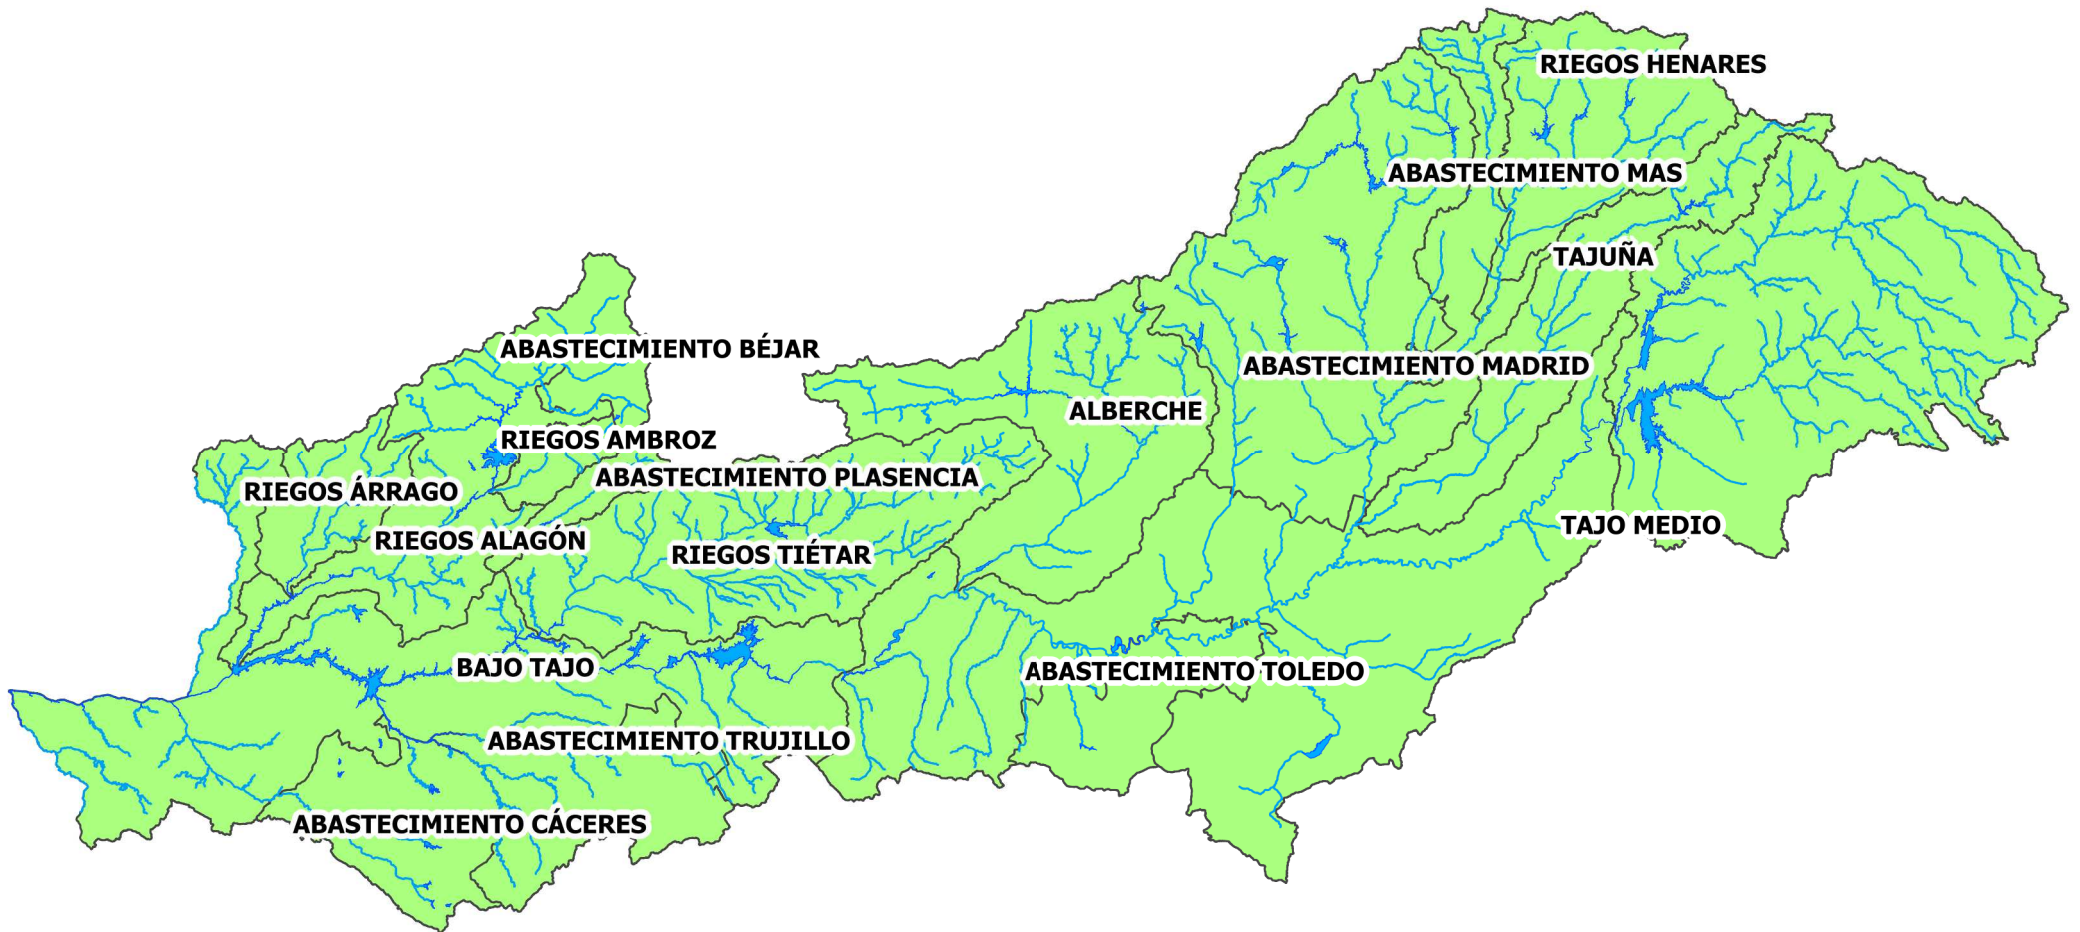 RIEGOS HENARES
ABASTECIMIENTO MAS
TAJUÑA
ABASTECIMIENTO BÉJAR
ABASTECIMIENTO MADRID
ALBERCHE
RIEGOS AMBROZ
ABASTECIMIENTO PLASENCIA
RIEGOS ÁRRAGO
TAJO MEDIO
RIEGOS ALAGÓN
RIEGOS TIÉTAR
BAJO TAJO
ABASTECIMIENTO TOLEDO
ABASTECIMIENTO TRUJILLO
ABASTECIMIENTO CÁCERES